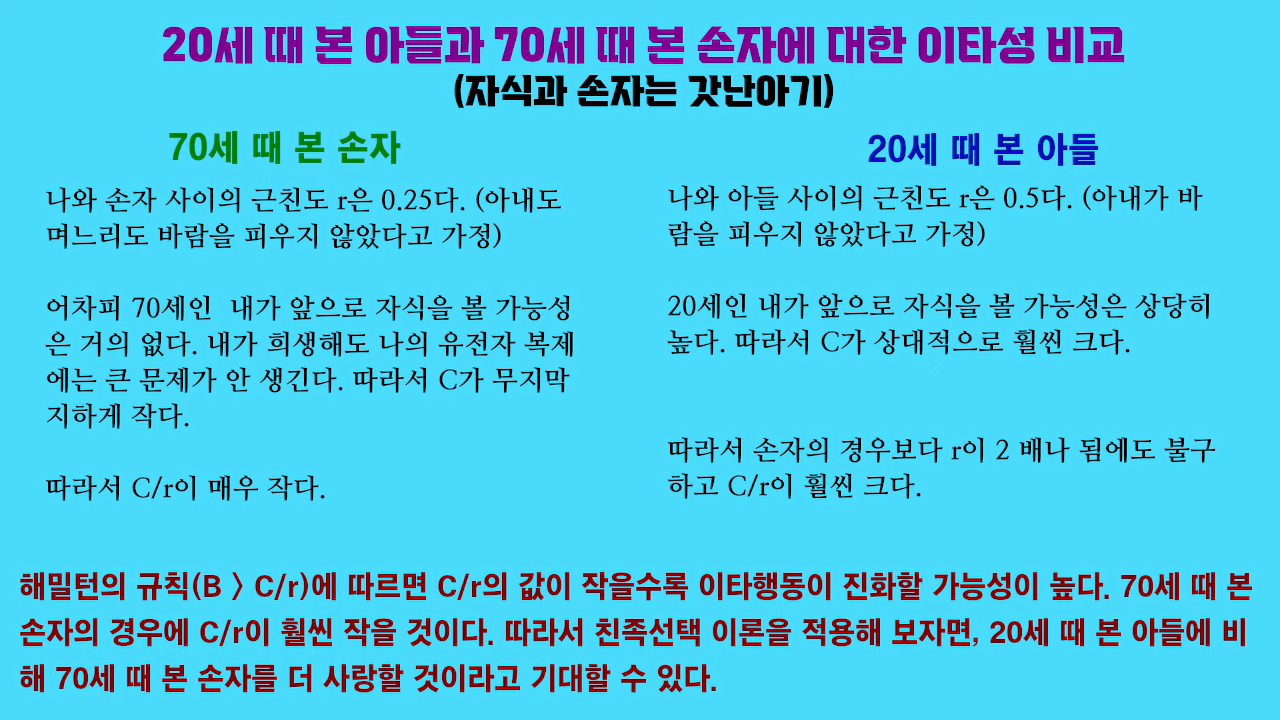 20세 때 본 아들과 70세 때 본 손자에 대한 이타성 비교
(자식과 손자는 갓난아기)
70세 때 본 손자
나와 손자 사이의 근친도 r은 0.25다. (아내도
며느리도 바람을 피우지 않았다고 가정)
어차피 70세인 내가 앞으로 자식을 볼 가능성
은 거의 없다. 내가 희생해도 나의 유전자 복제
에는 큰 문제가 안 생긴다. 따라서 C가 무지막
지하게 작다.
따라서 C/r이 매우 작다.
20세 때 본 아들
나와 아들 사이의 근친도 r은 0.5다. (아내가 바
람을 피우지 않았다고 가정)
20세인 내가 앞으로 자식을 볼 가능성은 상당히
높다. 따라서 C가 상대적으로 훨씬 크다.
따라서 손자의 경우보다 r이 2 배나 됨에도 불구
하고 C/r이 훨씬 크다.
해밀턴의 규칙(B > C/r)에 따르면 C/r의 값이 작을수록 이타행동이 진화할 가능성이 높다. 70세 때 본
손자의 경우에 C/r이 훨씬 작을 것이다. 따라서 친족선택 이론을 적용해 보자면, 20세 때 본 아들에 비
해 70세 때 본 손자를 더 사랑할 것이라고 기대할 수 있다.